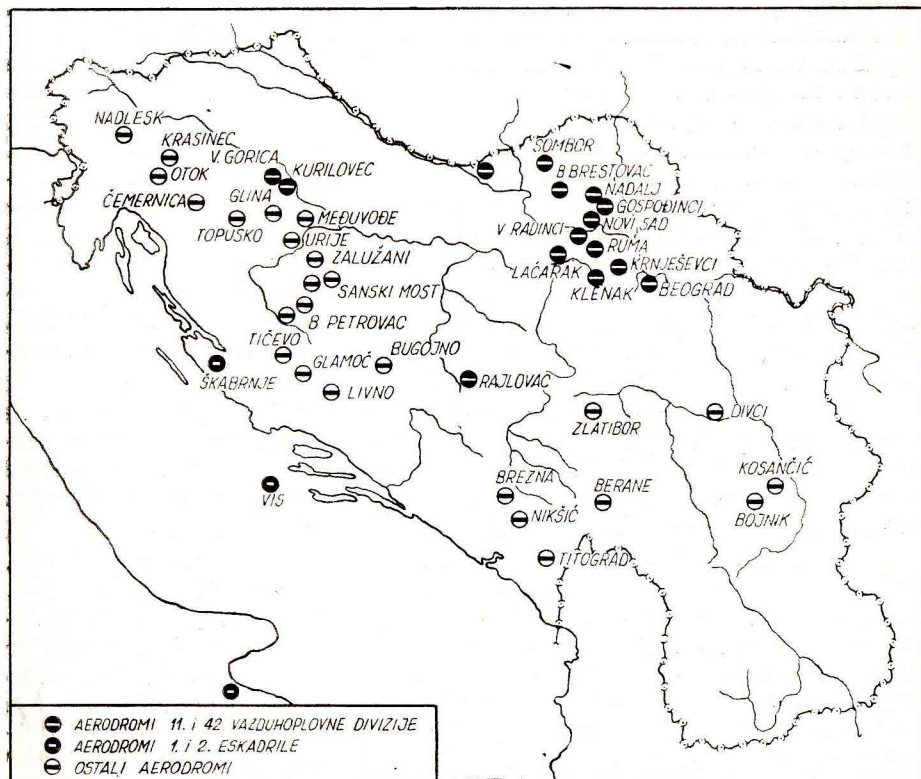 NADLESK
KRASINEC
V. GORICA
OTOK
KURILOVEC
ČEMERNICA
GLINA
TOPUSKO
MEĐUVOĐE
URIJE
ZALUŽANI
SANSKI MOST
B PETROVAC
TIČEVO
GLAMOČ
BUGOJNO
LIVNO
ŠKABRNJE
VIS
RAJLOVAC
SOMBOR
B.BRESTOVAC
NADALJ
GOSPOĐINCI
NOVI SAD
V RADINCI
RUMA
LAĆARAK
KRNJEŠEVCI
KLENAK
BEOGRAD
ZLATIBOR
DIVCI
BREZNA
BERANE
KOSANČIĆ
NIKŠIĆ
BOJNIK
TITOGRAD
AERODROMI 11. i 42 VAZDUHOPLOVNE DIVIZIJE
AERODROMI 1. i 2. ESKADRILE
OSTALI AERODROMI